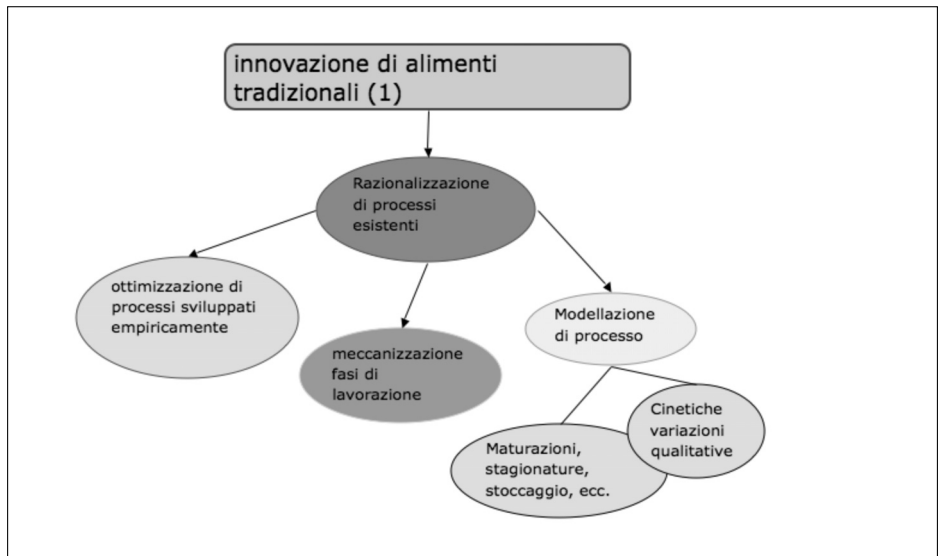 innovazione di alimenti
tradizionali (1)
Razionalizzazione
di processi
esistenti
ottimizzazione di
processi sviluppati
empiricamente
meccanizzazione
fasi di
lavorazione
Modellazione
di processo
Maturazioni,
stagionature,
stoccaggio, ecc.
Cinetiche
variazioni
qualitative